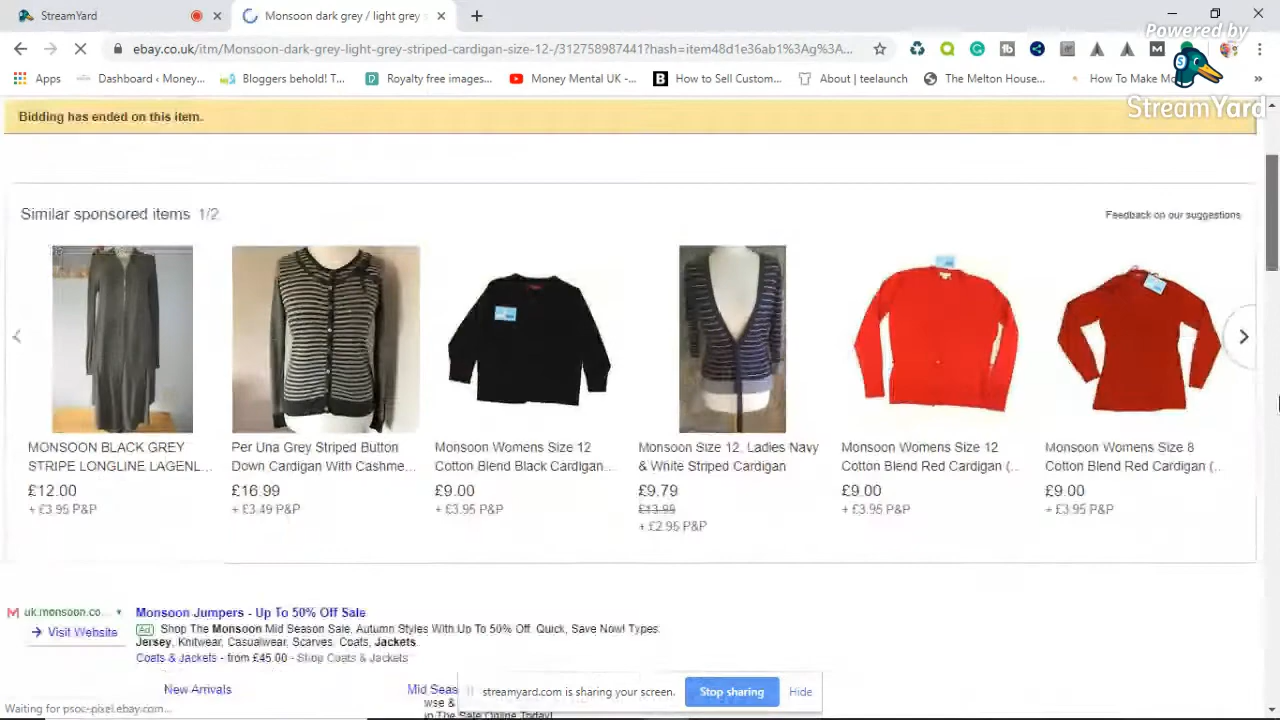 StreamYard
Monsoon dark grey / light grey s
Powered by
StreamYard
ebay.co.uk/itm/Monsoon-dark-grey-light-grey-striped-cardigan-size-12-/312758987441?hash=item48d1e36ab1%3Ag%3A...
Apps
Dashboard ‹ Money...
Bloggers behold! T...
Royalty free images...
Money Mental UK -...
How to Sell Custom...
About | teelaunch
The Melton House...
How To Make Mo
»
Bidding has ended on this item.
Similar sponsored items 1/2
Feedback on our suggestions
MONSOON BLACK GREY
STRIPE LONGLINE LAGENL...
£12.00
+ £3.95 P&P
Per Una Grey Striped Button
Down Cardigan With Cashme...
£16.99
+ £3.49 P&P
Monsoon Womens Size 12
Cotton Blend Black Cardigan...
£9.00
+ £3.95 P&P
Monsoon Size 12, Ladies Navy
& White Striped Cardigan
£9.79
£13.99
+ £2.95 P&P
Monsoon Womens Size 12
Cotton Blend Red Cardigan (..
£9.00
+ £3.95 P&P
Monsoon Womens Size 8
Cotton Blend Red Cardigan (..
£9.00
+ £3.95 P&P
uk.monsoon.co
Visit Website
Monsoon Jumpers - Up To 50% Off Sale
Ad Shop The Monsoon Mid Season Sale, Autumn Styles With Up To 50% Off. Quick, Save Now! Types:
Jersey, Knitwear, Casualwear, Scarves, Coats, Jackets.
Coats & Jackets - from £45.00 - Shop Coats & Jackets
New Arrivals
Mid Seas
wse &
The Sale Online Today!
streamyard.com is sharing your screen.
Stop sharing
Hide
Waiting for psoc-pixel.ebay.com...